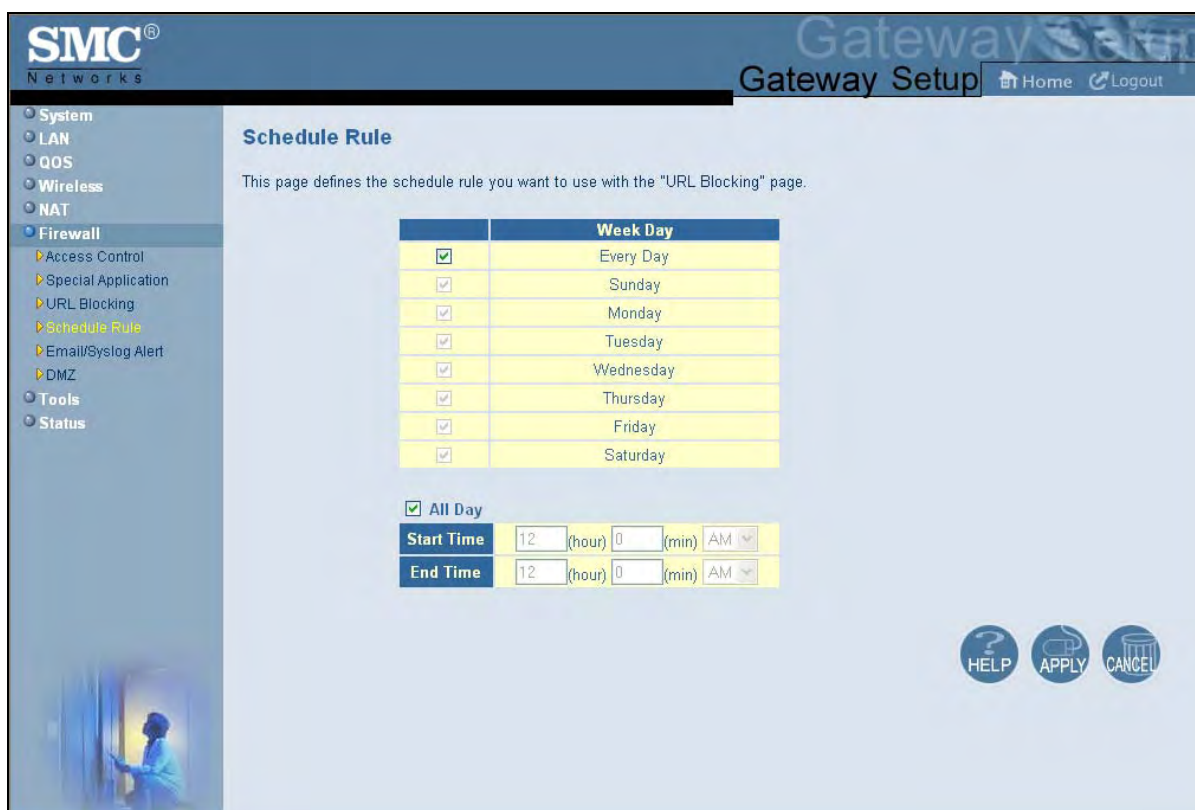 SMC®
Networks
Gateway Setup
Gateway Setup
Home
Logout
System
LAN
QOS
Wireless
NAT
Firewall
Access Control
Special Application
URL Blocking
Schedule Rule
Email/Syslog Alert
DMZ
Tools
Status
Schedule Rule
This page defines the schedule rule you want to use with the "URL Blocking" page.
Week Day
Every Day
Sunday
Monday
Tuesday
Wednesday
Thursday
Friday
Saturday
All Day
Start Time 12 (hour) 0 (min) AM
End Time 12 (hour) 0 (min) AM
HELP APPLY CANCEL